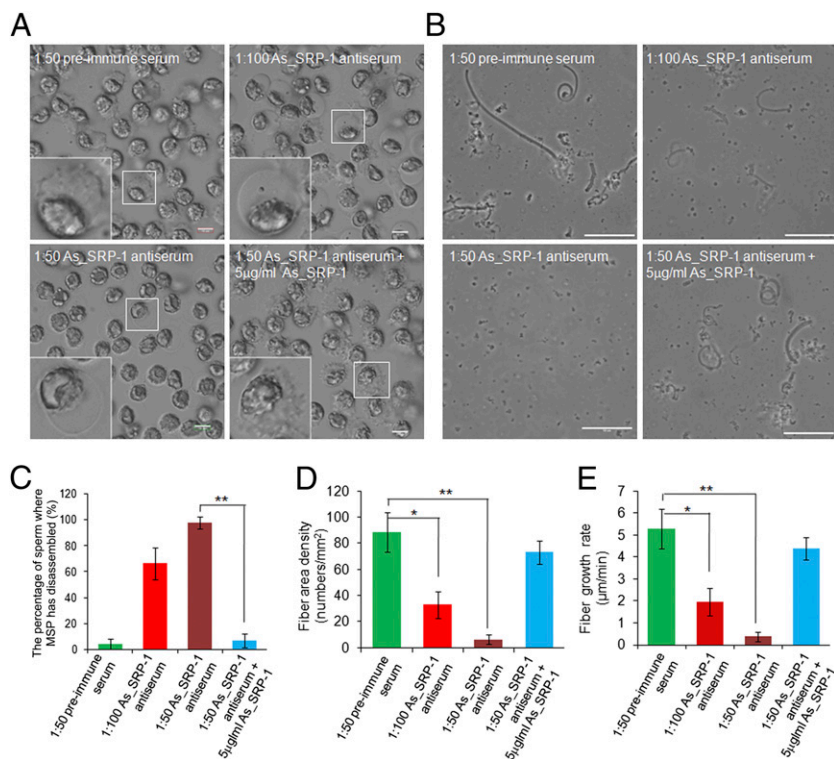 A
1:50 pre-immune serum
1:100 As_SRP-1 antiserum
1:50 As_SRP-1 antiserum
1:50 As_SRP-1 antiserum +
5µg/ml As_SRP-1
B
1:50 pre-immune serum
1:100 As_SRP-1 antiserum
1:50 As_SRP-1 antiserum
1:50 As_SRP-1 antiserum +
5µg/ml As_SRP-1
C
The percentage of sperm where
MSP has disassembled (%)
120
100
80
60
40
20
0
**
1:50 pre-immune
serum
1:100 As_SRP-1
antiserum
1:50 As_SRP-1
antiserum
1:50 As_SRP-1
antiserum +
5µglml As_SRP-1
D
Fiber area density
(numbers/mm²)
120
100
80
60
40
20
0
**
*
1:50 pre-immune
serum
1:100 As_SRP-1
antiserum
1:50 As_SRP-1
antiserum
1:50 As_SRP-1
antiserum +
5µg/ml As_SRP-1
E
Fiber growth rate
(µm/min)
7
6
5
4
3
2
1
0
**
*
1:50 pre-immune
serum
1:100 As_SRP-1
antiserum
1:50 As_SRP-1
antiserum
1:50 As_SRP-1
antiserum +
5µg/ml As_SRP-1